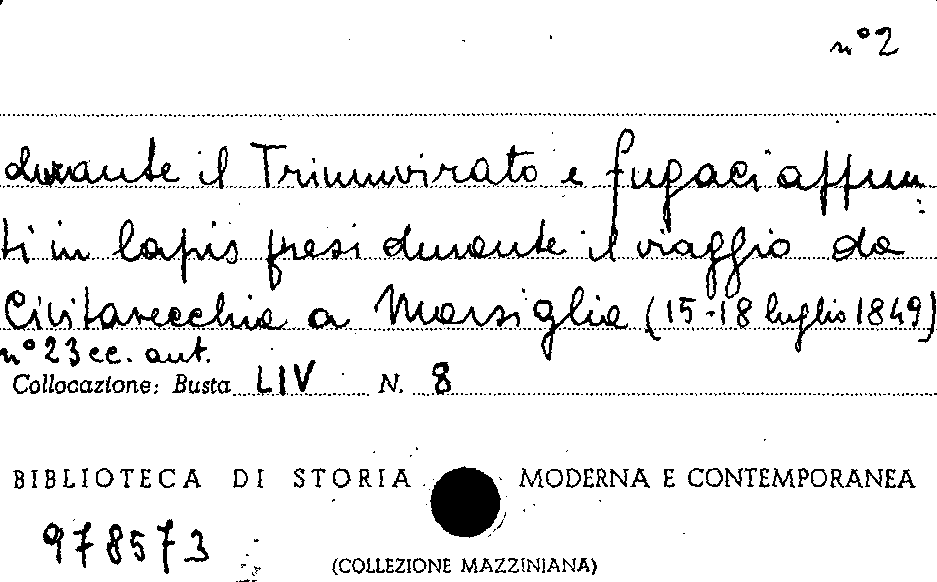 n° 2
durante il Triumvirato e fugaci appun:
ti in lapis presi durante il viaggio da
Civitavecchia a Marsiglia (15-18 luglio 1849)
n° 23 cc. aut.
Collocazione: Busta LIV N. 8
BIBLIOTECA DI STORIA MODERNA E CONTEMPORANEA
978573
(COLLEZIONE MAZZINIANA)